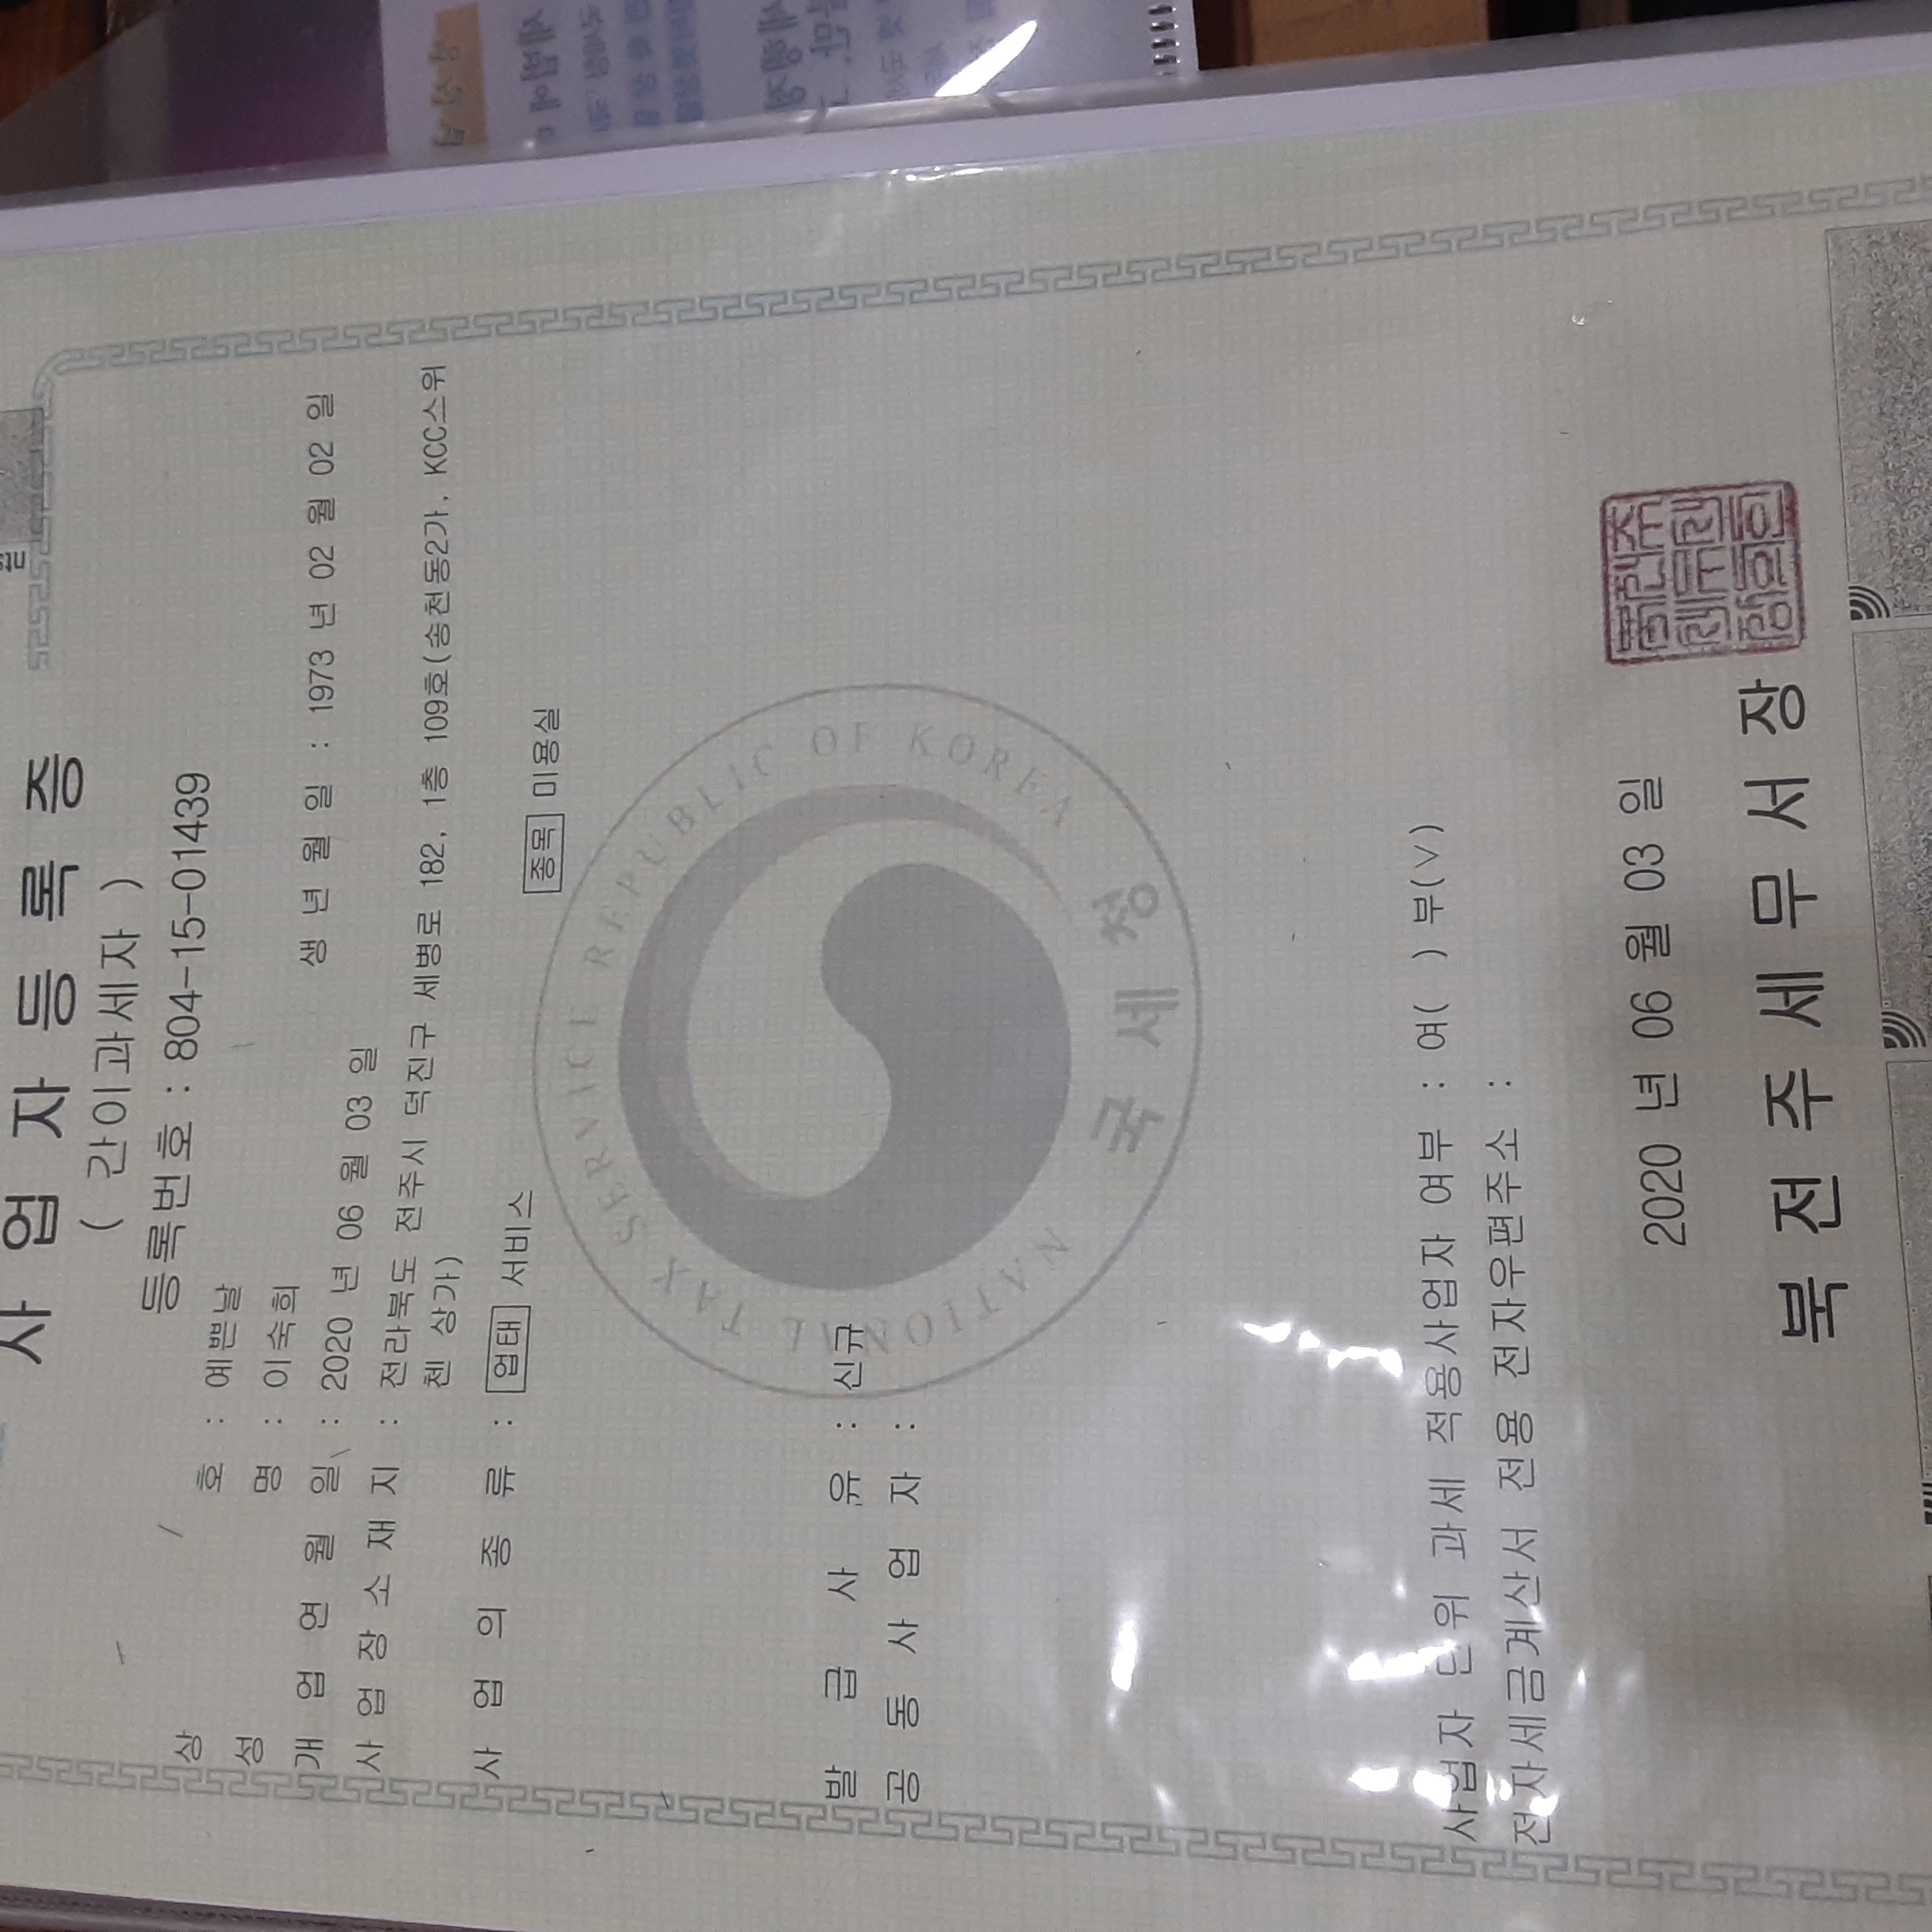 사 업 자 등 록 증
( 간이과세자 )
등록번호 : 804-15-01439
상 호 : 예쁜날
성 명 : 이숙희 생 년 월 일 : 1973 년 02 월 02 일
개 업 연 월 일 : 2020 년 06 월 03 일
사 업 장 소 재 지 : 전라북도 전주시 덕진구 세병로 182, 1층 109호(송천동2가, KCC스위
첸 상가)
사 업 의 종 류 : 업태 서비스 종목 미용실
NATIONAL TAX SERVICE REPUBLIC OF KOREA
국세청
발 급 사 유 : 신규
공 동 사 업 자 :
사업자 단위 과세 적용사업자 여부 : 여( ) 부(∨)
전자세금계산서 전용 전자우편주소 :
2020 년 06 월 03 일
북 전 주 세 무 서 장